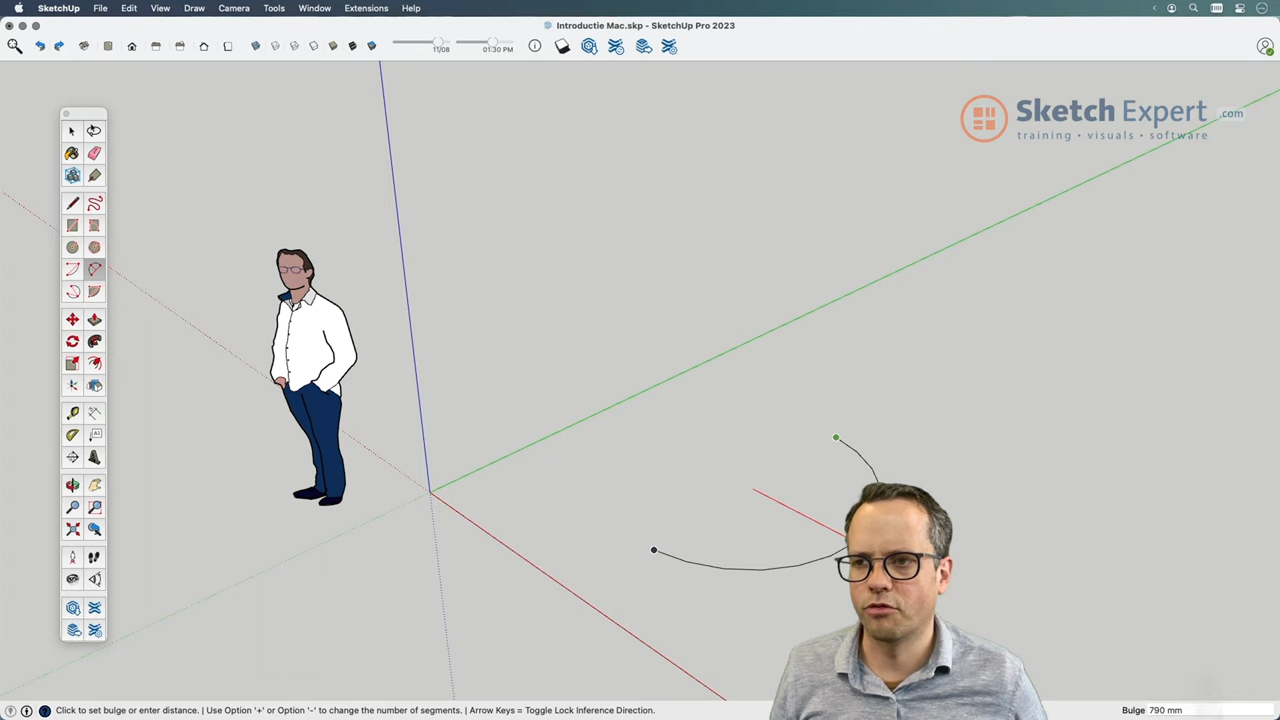 SketchUp File Edit View Draw Camera Tools Window Extensions Help
Introductie Mac.skp - SketchUp Pro 2023
11/08 01:30 PM
SketchExpert.com
training • visuals • software
AI
Click to set bulge or enter distance. | Use Option '+' or Option '-' to change the number of segments. | Arrow Keys = Toggle Lock Inference Direction. Bulge 790 mm